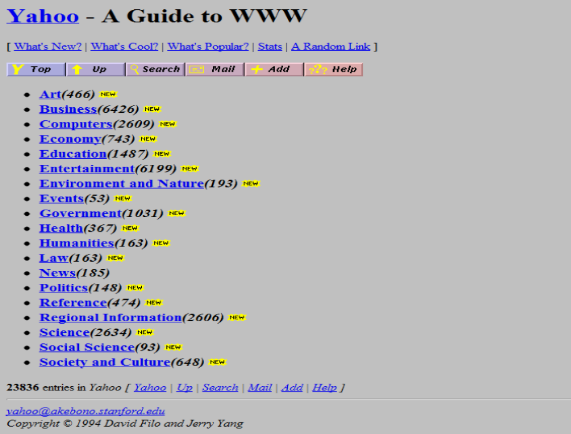 Yahoo - A Guide to WWW
[ What's New? | What's Cool? | What's Popular? | Stats | A Random Link ]
Top Up Search Mail Add Help
Art(466) NEW
Business(6426) NEW
Computers(2609) NEW
Economy(743) NEW
Education(1487) NEW
Entertainment(6199) NEW
Environment and Nature(193) NEW
Events(53) NEW
Government(1031) NEW
Health(367) NEW
Humanities(163) NEW
Law(163) NEW
News(185)
Politics(148) NEW
Reference(474) NEW
Regional Information(2606) NEW
Science(2634) NEW
Social Science(93) NEW
Society and Culture(648) NEW
23836 entries in Yahoo [ Yahoo | Up | Search | Mail | Add | Help ]
yahoo@akebono.stanford.edu
Copyright © 1994 David Filo and Jerry Yang